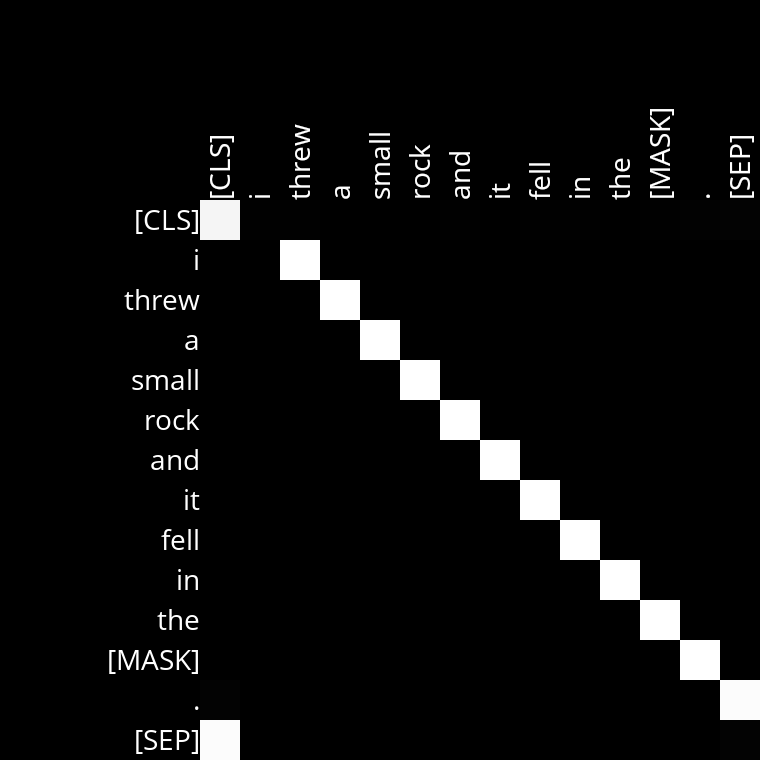 [CLS] i threw a small rock and it fell in the [MASK] . [SEP]
[CLS]
i
threw
a
small
rock
and
it
fell
in
the
[MASK]
.
[SEP]